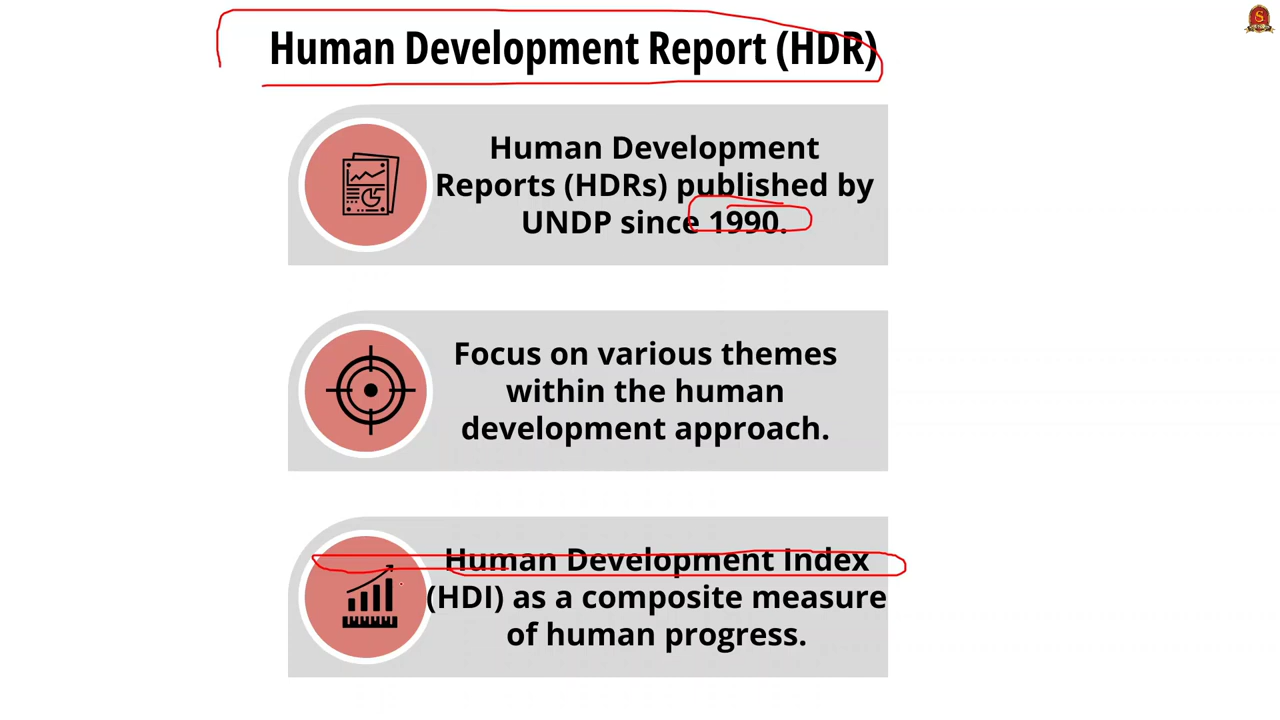 Human Development Report (HDR)
Human Development
Reports (HDRs) published by
UNDP since 1990.
Focus on various themes
within the human
development approach.
Human Development Index
(HDI) as a composite measure
of human progress.